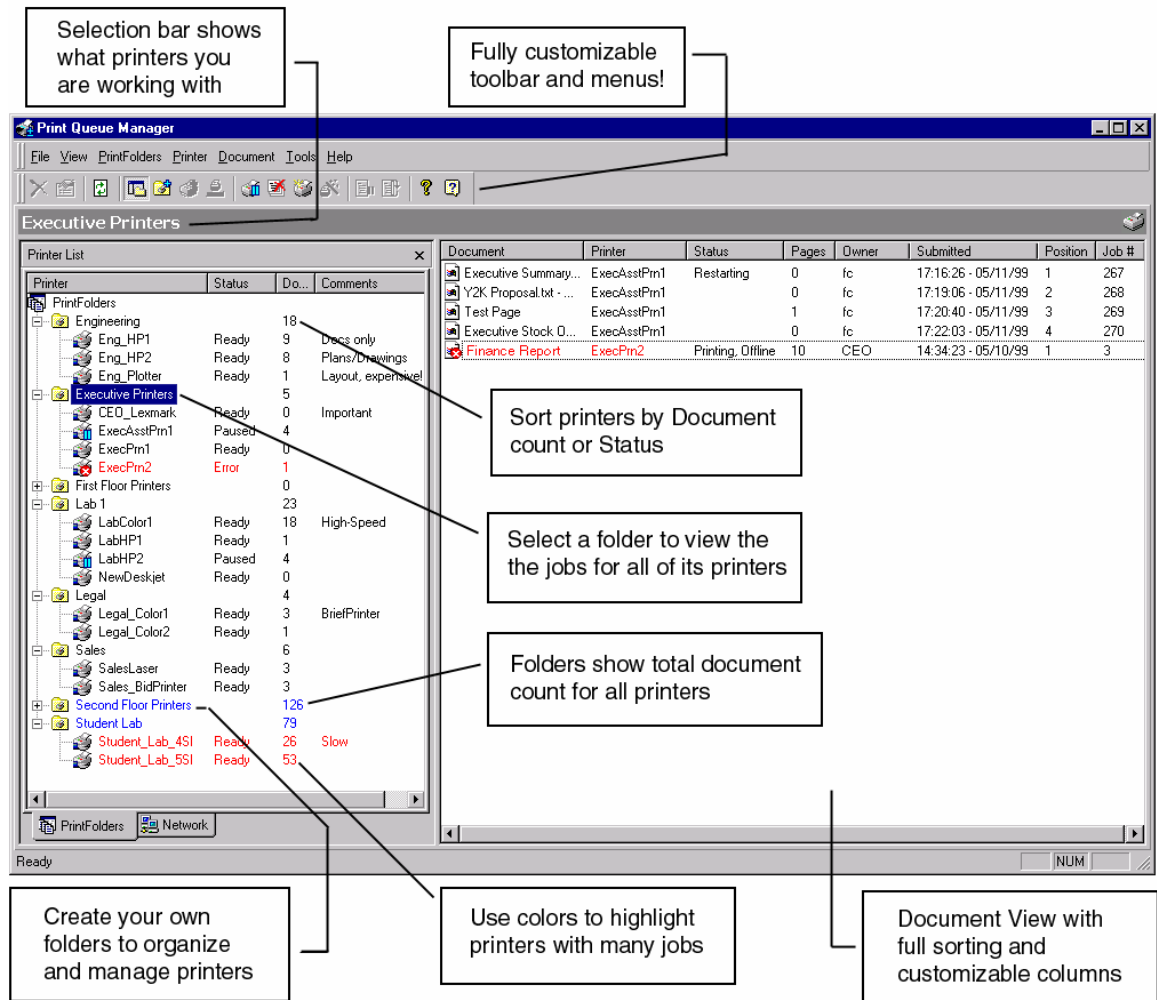 Selection bar shows
what printers you
are working with
Fully customizable
toolbar and menus!
Print Queue Manager
File View PrintFolders Printer Document Tools Help
Executive Printers
Printer List
Printer Status Do... Comments
PrintFolders
Engineering 18
Eng_HP1 Ready 9 Docs only
Eng_HP2 Ready 8 Plans/Drawings
Eng_Plotter Ready 1 Layout, expensive!
Executive Printers 5
CEO_Lexmark Ready 0 Important
ExecAsstPrn1 Paused 4
ExecPrn1 Ready 0
ExecPrn2 Error 1
First Floor Printers 0
Lab 1 23
LabColor1 Ready 18 High-Speed
LabHP1 Ready 1
LabHP2 Paused 4
NewDeskjet Ready 0
Legal 4
Legal_Color1 Ready 3 BriefPrinter
Legal_Color2 Ready 1
Sales 6
SalesLaser Ready 3
Sales_BidPrinter Ready 3
Second Floor Printers 126
Student Lab 79
Student_Lab_4SI Ready 26 Slow
Student_Lab_5SI Ready 53
PrintFolders Network
Document Printer Status Pages Owner Submitted Position Job #
Executive Summary... ExecAsstPrn1 Restarting 0 fc 17:16:26 - 05/11/99 1 267
Y2K Proposal.txt - ... ExecAsstPrn1 0 fc 17:19:06 - 05/11/99 2 268
Test Page ExecAsstPrn1 1 fc 17:20:40 - 05/11/99 3 269
Executive Stock O... ExecAsstPrn1 0 fc 17:22:03 - 05/11/99 4 270
Finance Report ExecPrn2 Printing, Offline 10 CEO 14:34:23 - 05/10/99 1 3
Sort printers by Document
count or Status
Select a folder to view the
the jobs for all of its printers
Folders show total document
count for all printers
Ready NUM
Create your own
folders to organize
and manage printers
Use colors to highlight
printers with many jobs
Document View with
full sorting and
customizable columns